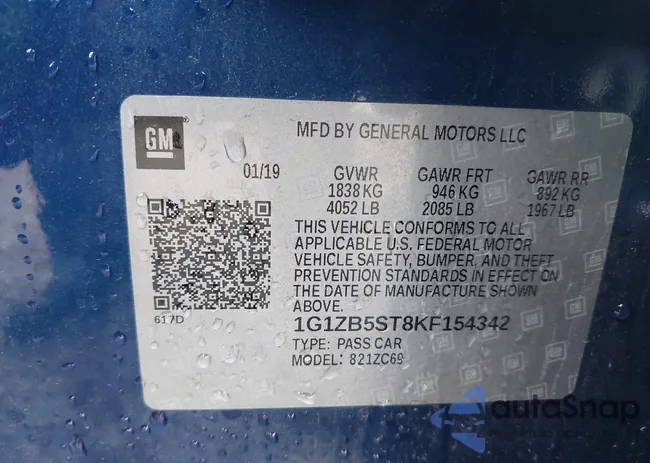 GM
MFD BY GENERAL MOTORS LLC
01/19 GVWR GAWR FRT GAWR RR
1838 KG 946 KG 892 KG
4052 LB 2085 LB 1967 LB
THIS VEHICLE CONFORMS TO ALL
APPLICABLE U.S. FEDERAL MOTOR
VEHICLE SAFETY, BUMPER, AND THEFT
PREVENTION STANDARDS IN EFFECT ON
THE DATE OF MANUFACTURE SHOWN
ABOVE.
617D
1G1ZB5ST8KF154342
TYPE: PASS CAR
MODEL: 821ZC69
autoSnap